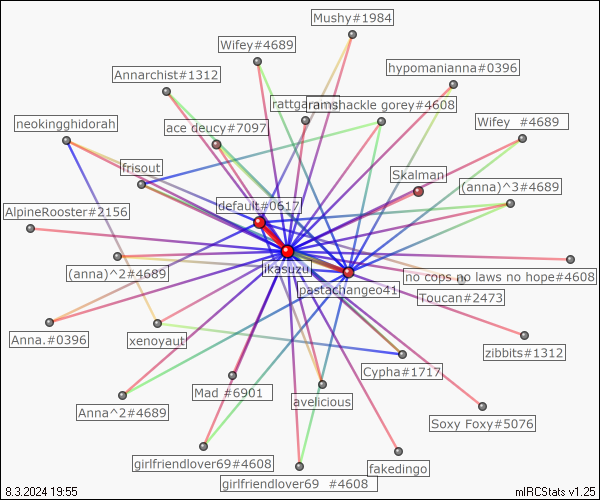 Mushy#1984
Wifey#4689
hypomanianna#0396
Annarchist#1312
ramshackle gorey#4608
neokingghidorah
ace deucy#7097
Wifey #4689
frisout
Skalman
(anna)^3#4689
default#0617
AlpineRooster#2156
ikasuzu
(anna)^2#4689
no cops no laws no hope#4608
pastachangeo41
Toucan#2473
Anna.#0396
xenoyaut
zibbits#1312
Cypha#1717
Mad #6901
avelicious
Anna^2#4689
Soxy Foxy#5076
girlfriendlover69#4608
fakedingo
girlfriendlover69 #4608
8.3.2024 19:55
mIRCStats v1.25